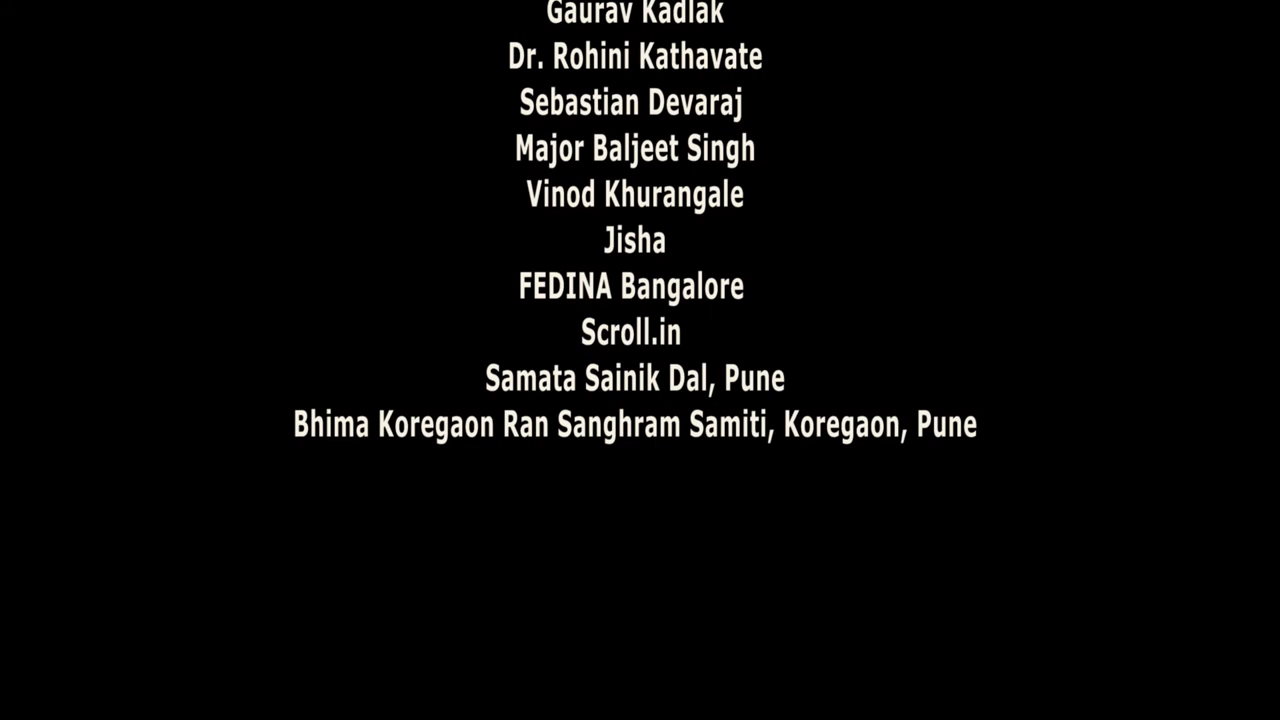 Gaurav Kadlak
Dr. Rohini Kathavate
Sebastian Devaraj
Major Baljeet Singh
Vinod Khurangale
Jisha
FEDINA Bangalore
Scroll.in
Samata Sainik Dal, Pune
Bhima Koregaon Ran Sanghram Samiti, Koregaon, Pune